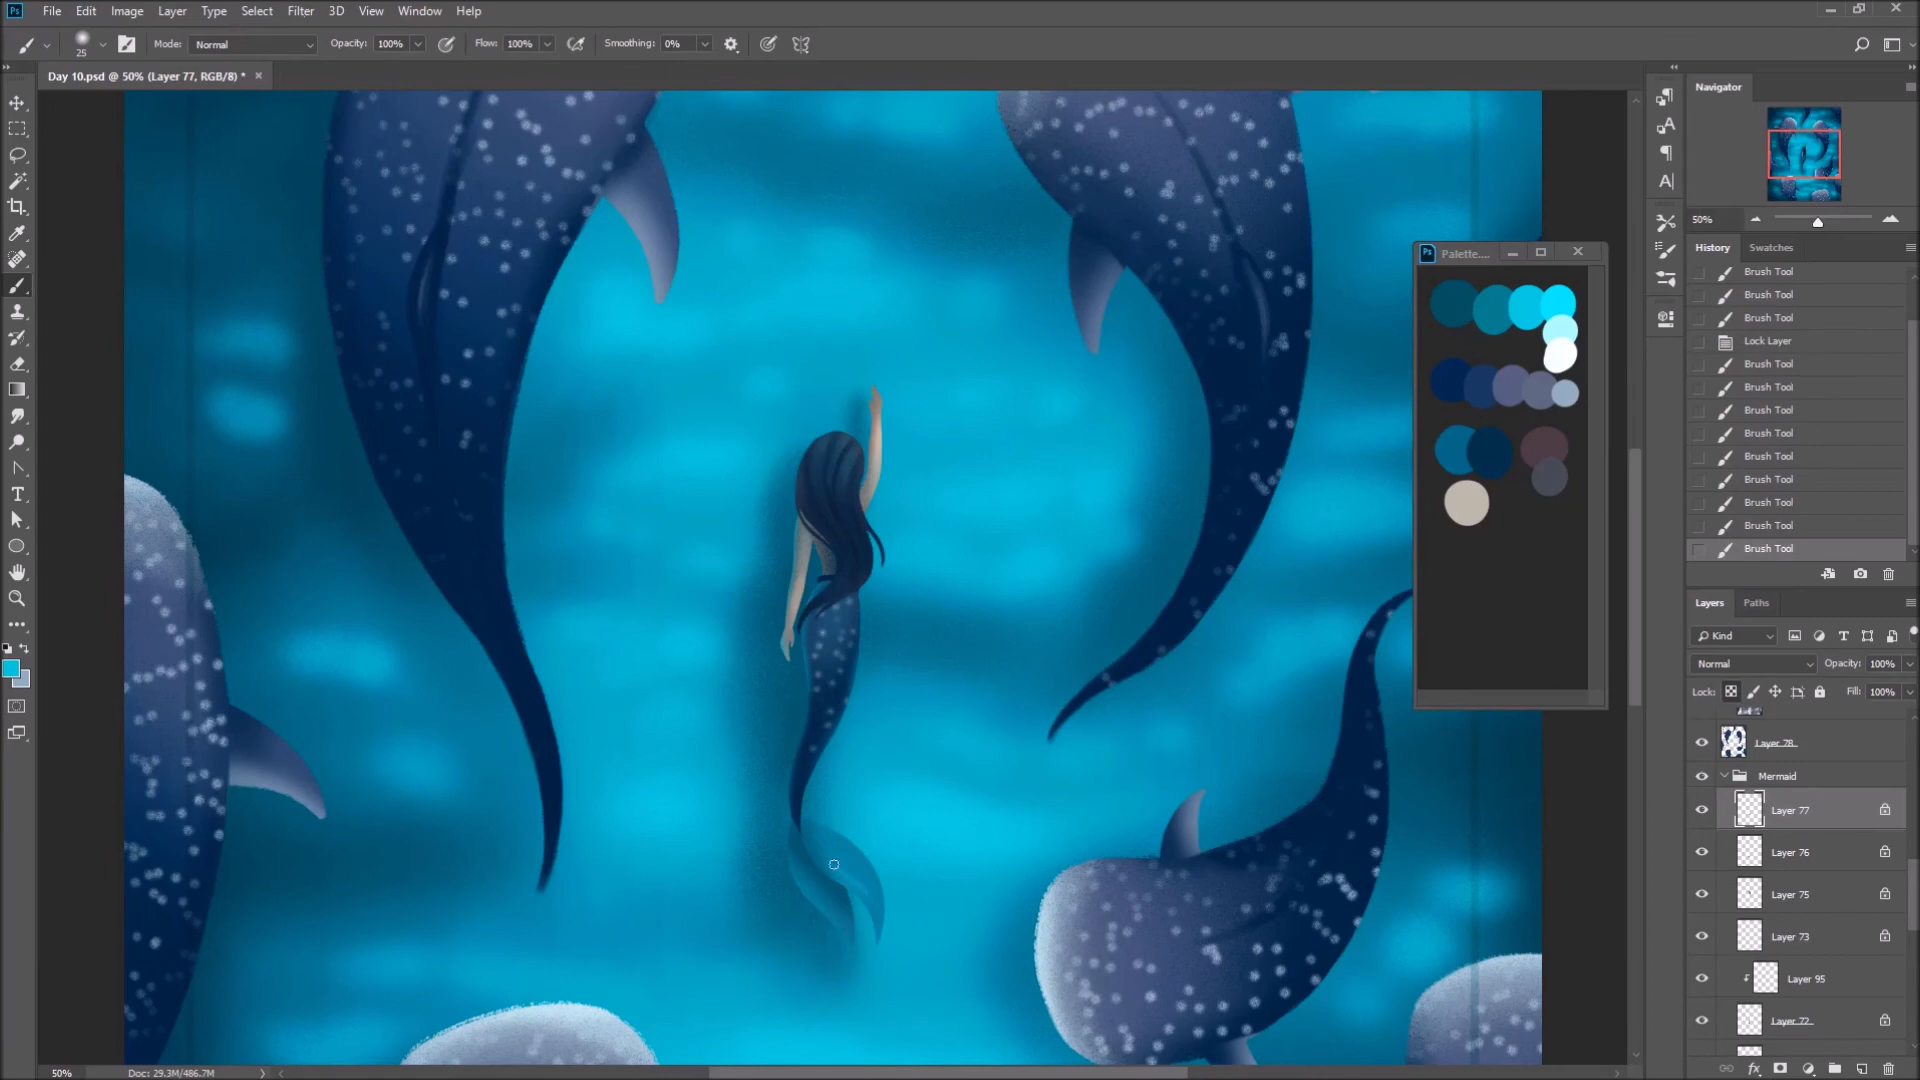 Ps File Edit Image Layer Type Select Filter 3D View Window Help
25 Mode: Normal Opacity: 100% Flow: 100% Smoothing: 0%
Day 10.psd @ 50% (Layer 77, RGB/8) * ×
Navigator
50%
History Swatches
Brush Tool
Brush Tool
Brush Tool
Lock Layer
Brush Tool
Brush Tool
Brush Tool
Brush Tool
Brush Tool
Brush Tool
Brush Tool
Brush Tool
Brush Tool
Ps Palette....
Layers Paths
Kind
Normal Opacity: 100%
Lock: Fill: 100%
Layer 78
Mermaid
Layer 77
Layer 76
Layer 75
Layer 73
Layer 95
Layer 72
50% Doc: 29.3M/486.7M